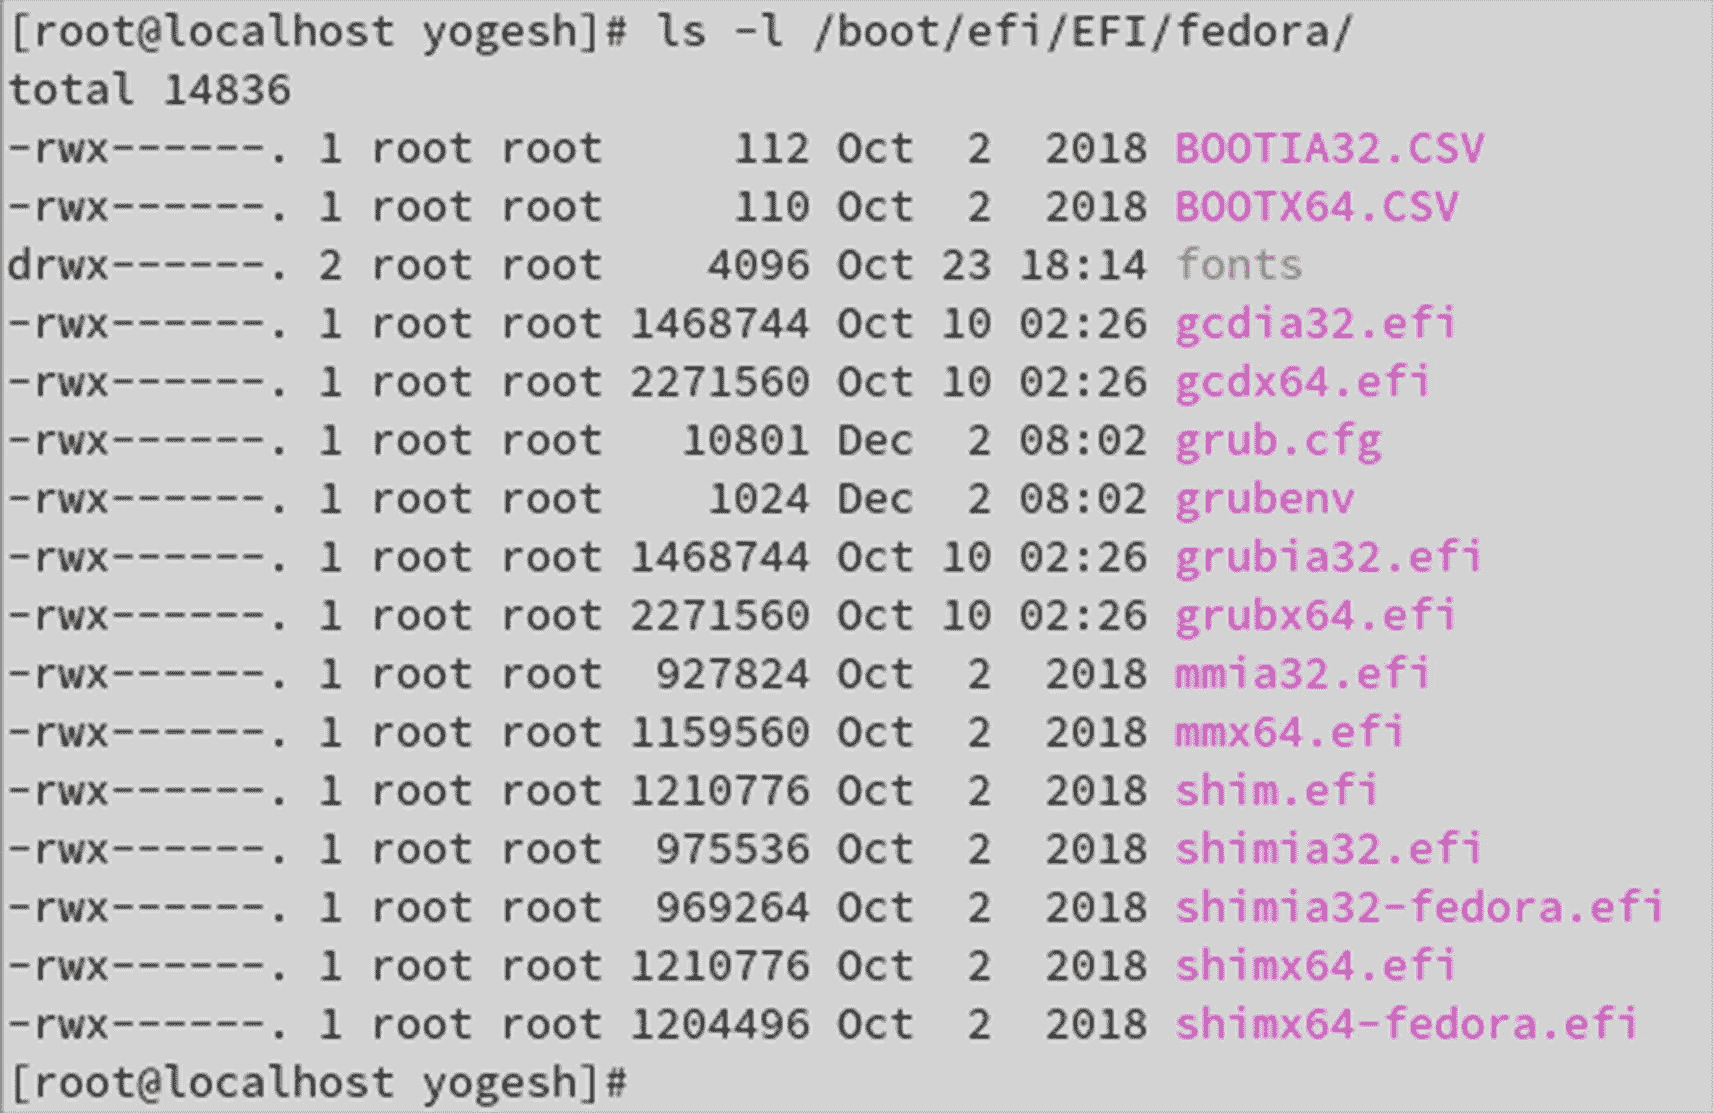 [root@localhost yogesh]# ls -l /boot/efi/EFI/fedora/
total 14836
-rwx------. 1 root root     112 Oct  2  2018 BOOTIA32.CSV
-rwx------. 1 root root     110 Oct  2  2018 BOOTX64.CSV
drwx------. 2 root root    4096 Oct 23 18:14 fonts
-rwx------. 1 root root 1468744 Oct 10 02:26 gcdia32.efi
-rwx------. 1 root root 2271560 Oct 10 02:26 gcdx64.efi
-rwx------. 1 root root   10801 Dec  2 08:02 grub.cfg
-rwx------. 1 root root    1024 Dec  2 08:02 grubenv
-rwx------. 1 root root 1468744 Oct 10 02:26 grubia32.efi
-rwx------. 1 root root 2271560 Oct 10 02:26 grubx64.efi
-rwx------. 1 root root  927824 Oct  2  2018 mmia32.efi
-rwx------. 1 root root 1159560 Oct  2  2018 mmx64.efi
-rwx------. 1 root root 1210776 Oct  2  2018 shim.efi
-rwx------. 1 root root  975536 Oct  2  2018 shimia32.efi
-rwx------. 1 root root  969264 Oct  2  2018 shimia32-fedora.efi
-rwx------. 1 root root 1210776 Oct  2  2018 shimx64.efi
-rwx------. 1 root root 1204496 Oct  2  2018 shimx64-fedora.efi
[root@localhost yogesh]#